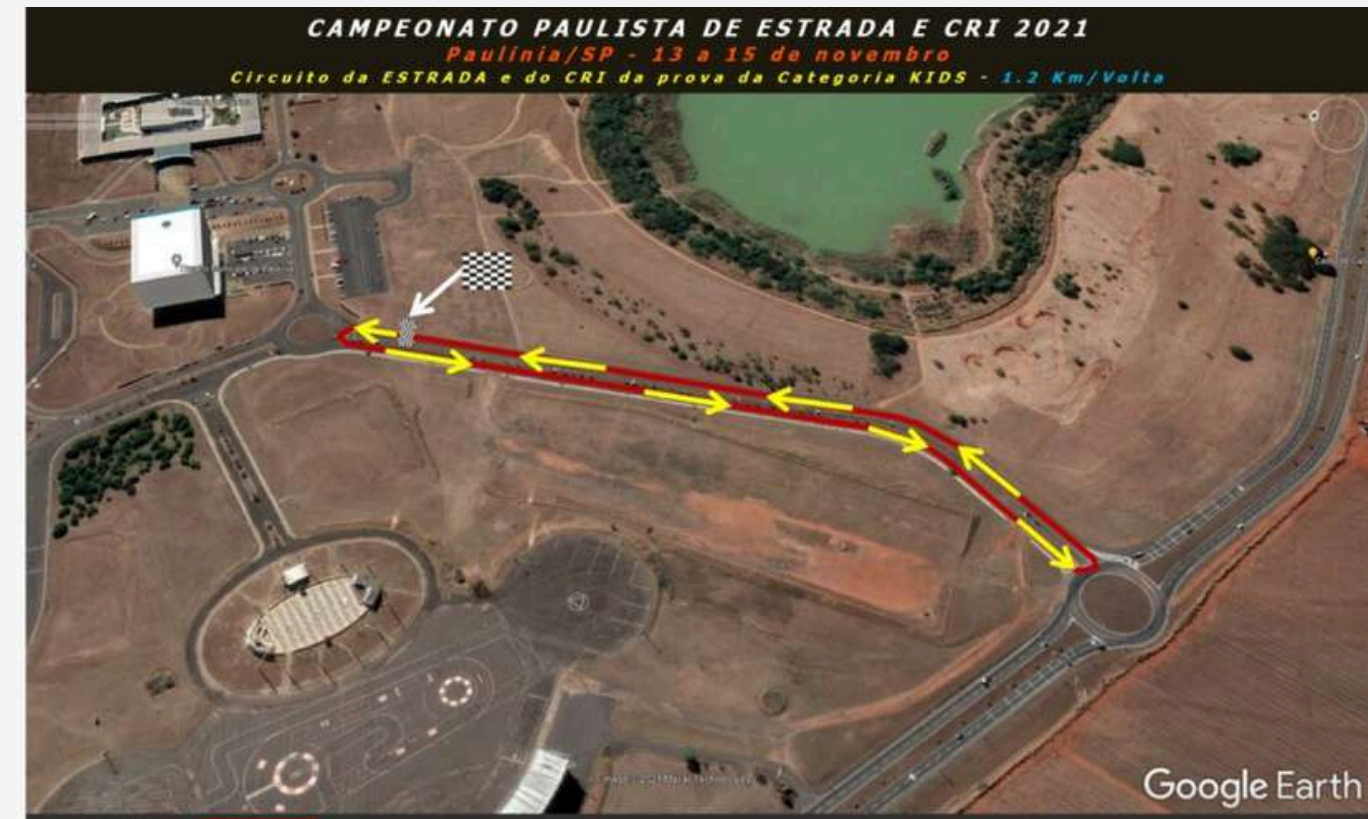 CAMPEONATO PAULISTA DE ESTRADA E CRI 2021
Paulínia/SP - 13 a 15 de novembro
Circuito da ESTRADA e do CRI da prova da Categoria KIDS - 1.2 Km/Volta
Google Earth